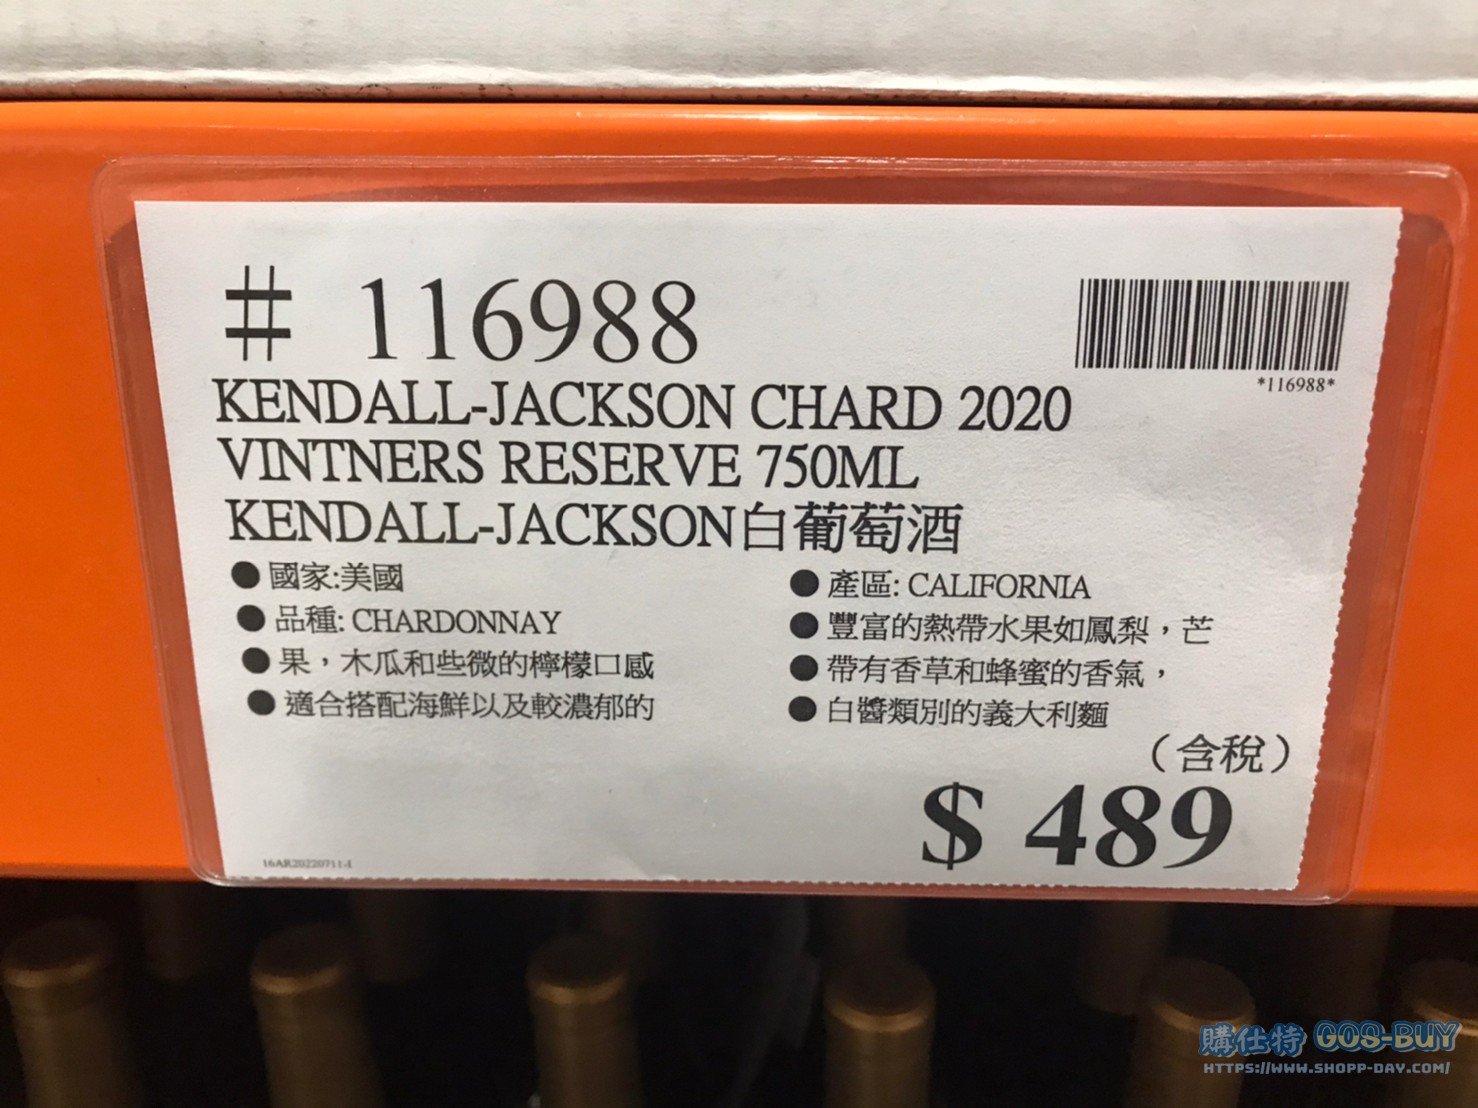 # 116988
*116988*
KENDALL-JACKSON CHARD 2020
VINTNERS RESERVE 750ML
KENDALL-JACKSON白葡萄酒
● 國家:美國
● 產區: CALIFORNIA
● 品種: CHARDONNAY
● 豐富的熱帶水果如鳳梨，芒
● 果，木瓜和些微的檸檬口感
● 帶有香草和蜂蜜的香氣，
● 適合搭配海鮮以及較濃郁的
● 白醬類別的義大利麵
（含稅）
$ 489
16AR20220711-1
購仕特 GOS-BUY
HTTPS://WWW.SHOPP-DAY.COM/